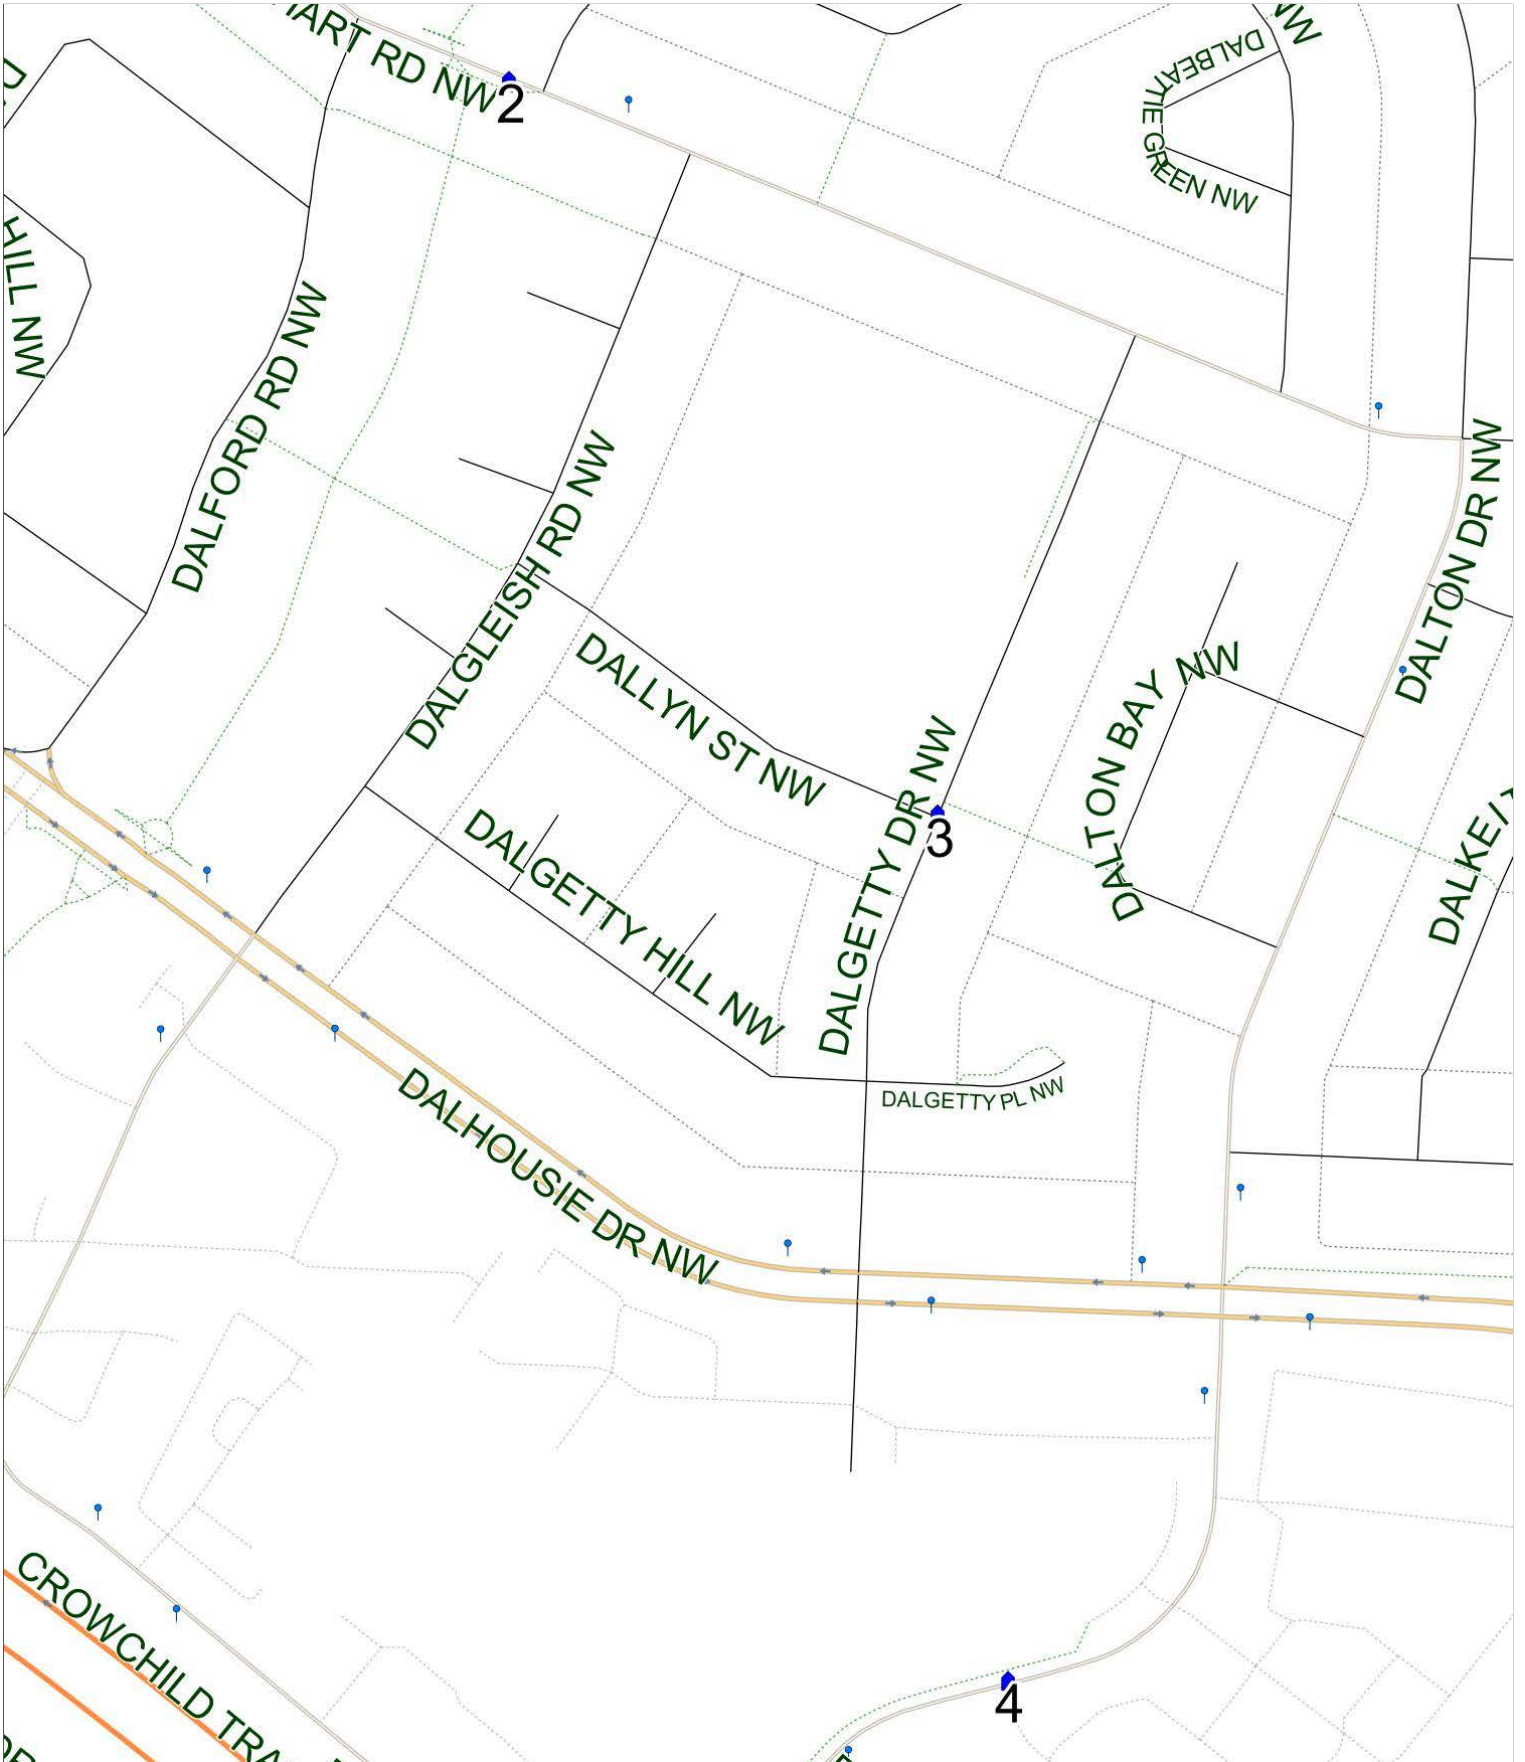 HART RD NW
2
NW
DALBEATTIE GREEN NW
HILL NW
DALFORD RD NW
DALGLEISH RD NW
DALTON DR NW
DALLYN ST NW
DALTON BAY NW
DALGETTY DR NW
3
DALGETTY HILL NW
DALGETTY PL NW
DALHOUSIE DR NW
CROWCHILD TRA
4